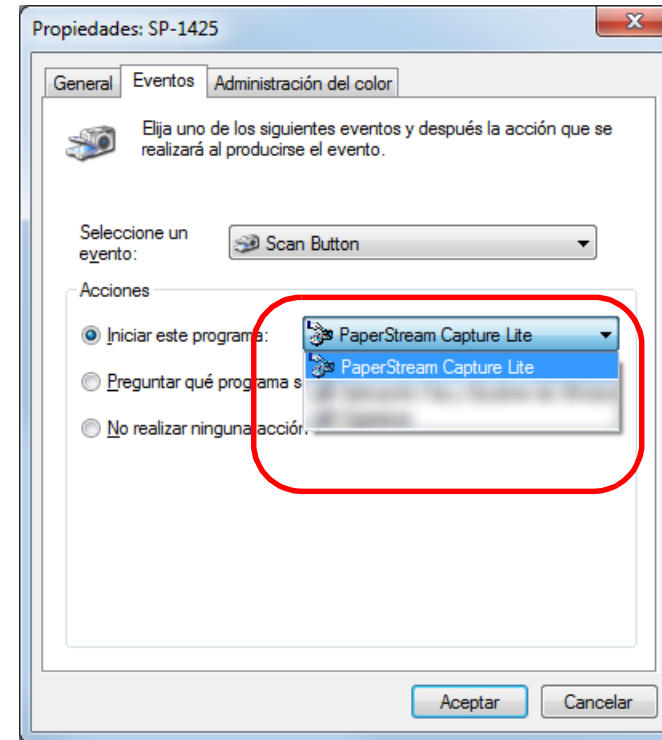 Propiedades: SP-1425
General Eventos Administración del color
Elija uno de los siguientes eventos y después la acción que se
realizará al producirse el evento.
Seleccione un
evento:
Scan Button
Acciones
Iniciar este programa:
PaperStream Capture Lite
PaperStream Capture Lite
Preguntar qué programa s
No realizar ninguna acción
Aceptar Cancelar